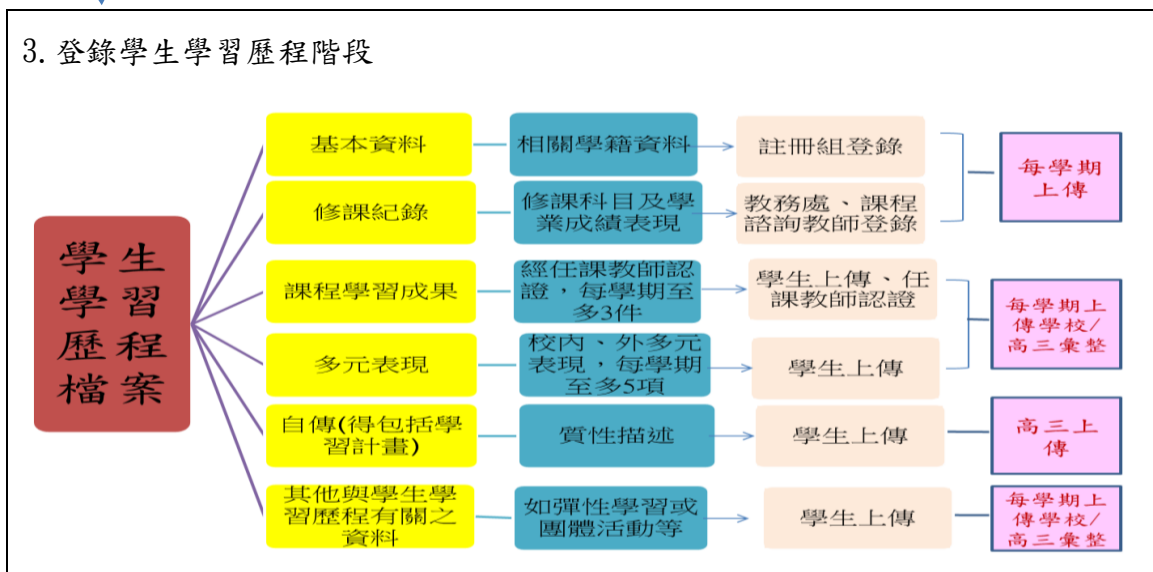 3.登錄學生學習歷程階段
學生
學習
歷程
檔案
基本資料
相關學籍資料
註冊組登錄
修課紀錄
修課科目及學
業成績表現
教務處、課程
諮詢教師登錄
每學期
上傳
課程學習成果
經任課教師認
證，每學期至
多3件
學生上傳、任
課教師認證
多元表現
校內、外多元
表現，每學期
至多5項
學生上傳
每學期上
傳學校/
高三彙整
自傳(得包括學
習計畫)
質性描述
學生上傳
高三上
傳
其他與學生學
習歷程有關之
資料
如彈性學習或
團體活動等
學生上傳
每學期上
傳學校/
高三彙整